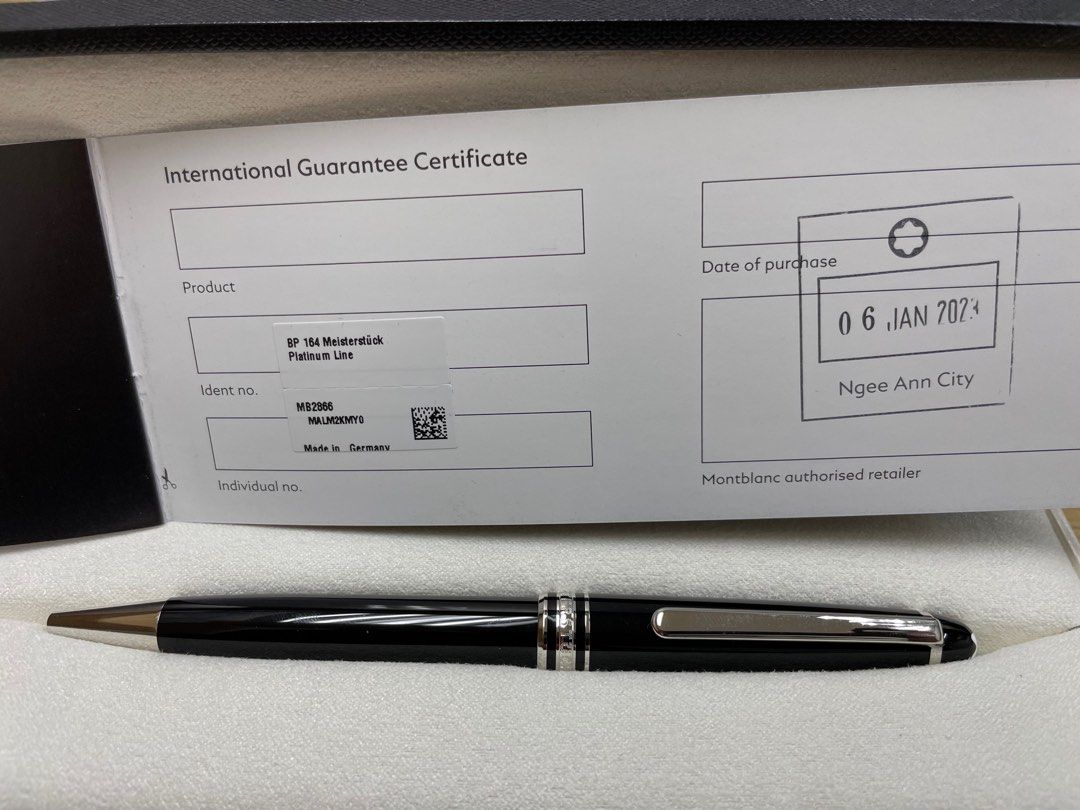 International Guarantee Certificate
Product
BP 164 Meisterstück
Platinum Line
Ident no.
MB2866
MALM2KMY0
Made in Germany
Individual no.
Date of purchase
06 JAN 2023
Ngee Ann City
Montblanc authorised retailer